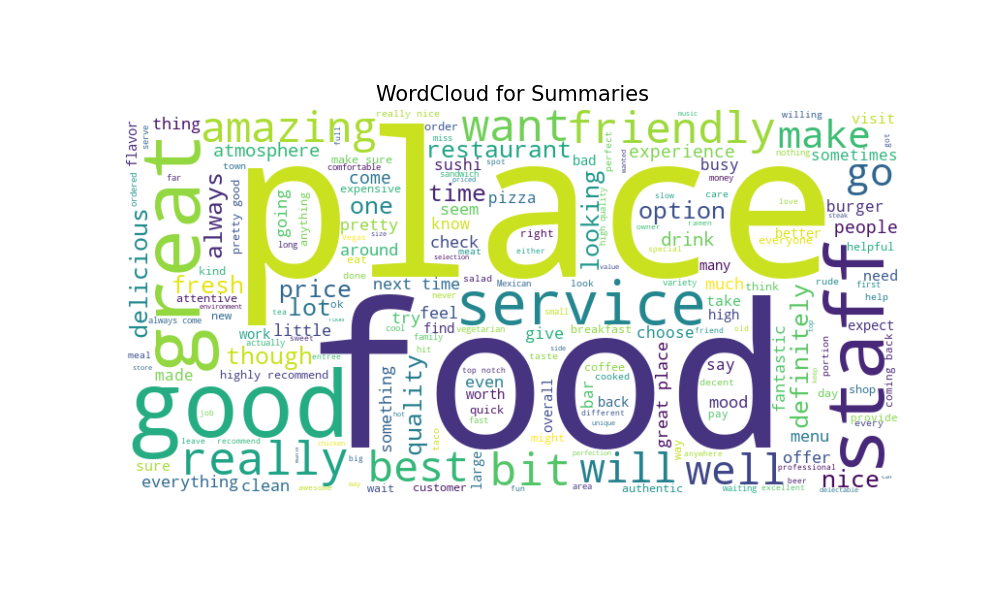 WordCloud for Summaries
place
food
good
great
staff
service
amazing
want
friendly
make
really
best
bit
will
well
go
nice
time
restaurant
one
option
price
lot
fresh
though
quality
definitely
looking
always
delicious
atmosphere
thing
flavor
serve
really nice
order
miss
full
make sure
comfortable
come
expensive
pretty
around
going
anything
long
Vegas
size
eat
done
town
pretty good
far
ordered
kind
attentive
environment
new
always come
work
actually
little
tea
ok
sweet
entree
highly recommend
made
meal
store
job
leave
recommend
sure
everything
clean
chicken
awesome
big
wait
something
hot
try
cool
family
hit
taco
customer
large
fun
might
overall
area
authentic
waiting
excellent
way
anywhere
professional
beer
delectable
perfection
sushi
sandwich
priced
spot
seem
know
check
meat
selection
pizza
right
either
salad
Mexican
next time
never
feel
find
vegetarian
small
look
value
variety
give
breakfast
choose
friend
old
side
taste
top notch
even
worth
quick
fast
coffee
cooked
bar
back
different
unique
great place
say
decent
mood
pay
fantastic
keep
day
menu
offer
portion
shop
provide
every
coming back
expect
help
first
need
rude
helpful
people
burger
steak
better
everyone
love
special
drink
owner
ramen
many
much
think
take
high
high quality
slow
care
money
busy
experience
bad
perfect
wanted
music
nothing
willing
visit
sometimes
got